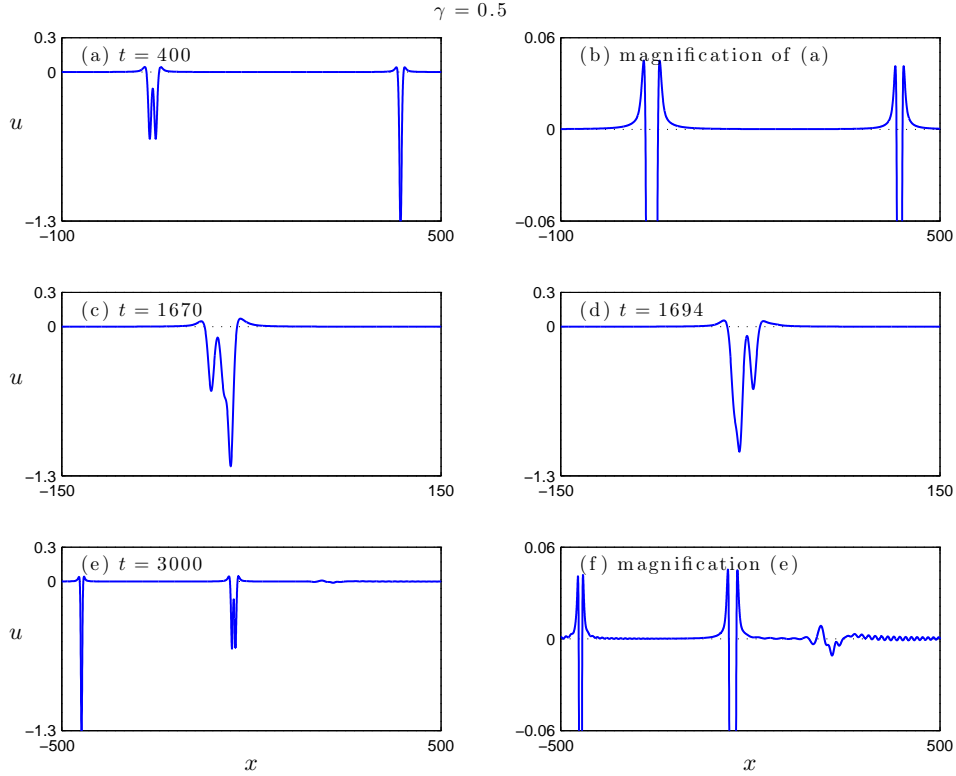 γ = 0.5
0.3
(a) t = 400
0
u
−1.3
−100
500
0.06
(b) magnification of (a)
0
−0.06
−100
500
0.3
(c) t = 1670
0
u
−1.3
−150
150
0.3
(d) t = 1694
0
−1.3
−150
150
0.3
(e) t = 3000
0
u
−1.3
−500
500
x
0.06
(f) magnification (e)
0
−0.06
−500
500
x